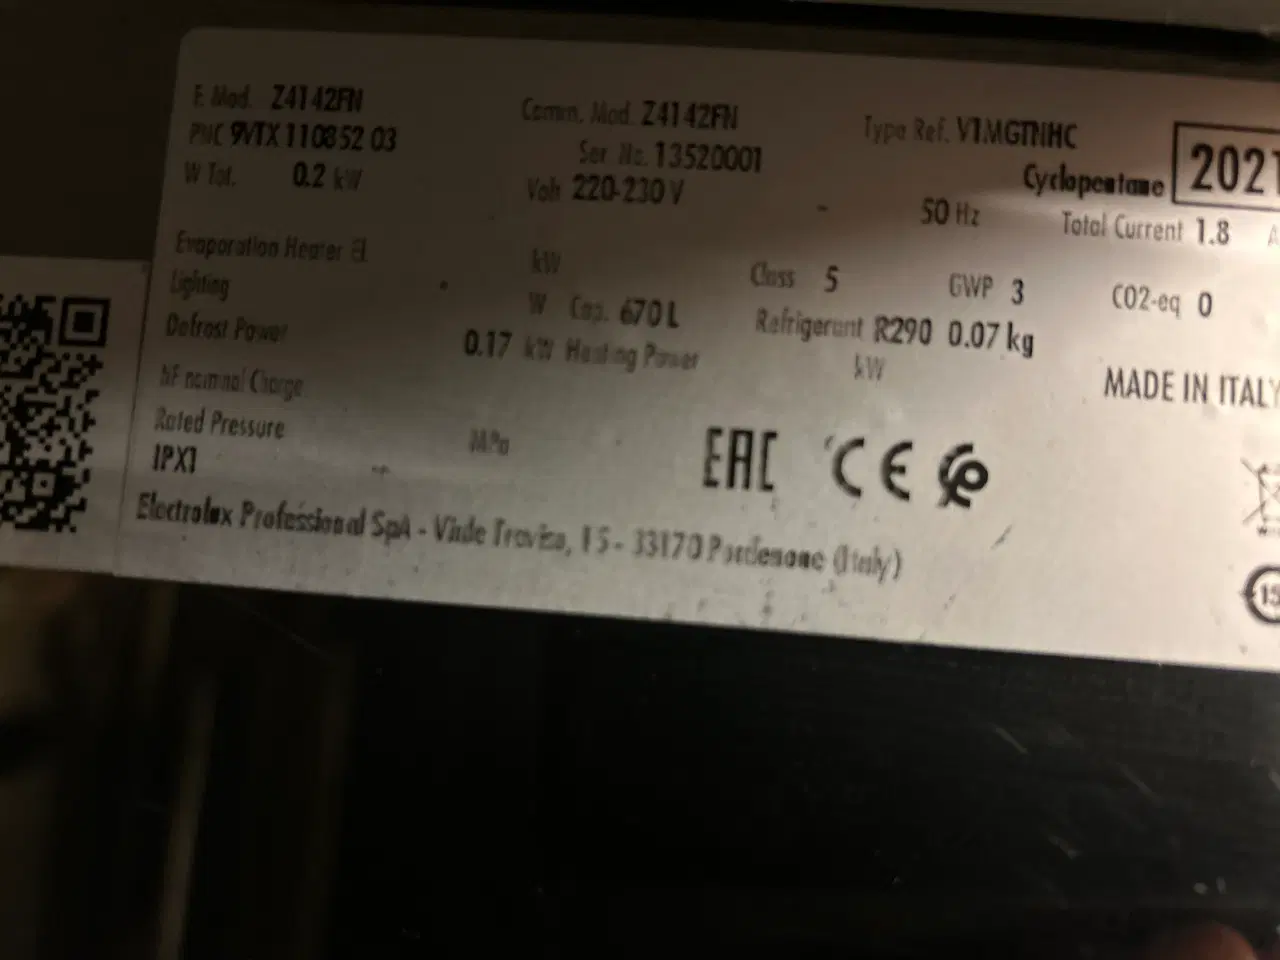 F. Mod. Z4142FN Comm. Mod. Z4142FN Type Ref. V1MGTNHC
PNC 9VTX 110852 03 Ser. No. 13520001 Cyclopentane 2021
W Tot. 0.2 kW Volt 220-230 V - 50 Hz Total Current 1.8 A
Evaporation Heater El. kW Class 5 GWP 3 CO2-eq 0
Lighting W Cap. 670 L Refrigerant R290 0.07 kg
Defrost Power 0.17 kW Heating Power kW MADE IN ITALY
nominal Charge
Rated Pressure MPa EAC CE
IPX1
Electrolux Professional SpA - Viale Treviso, 15 - 33170 Pordenone (Italy)
15